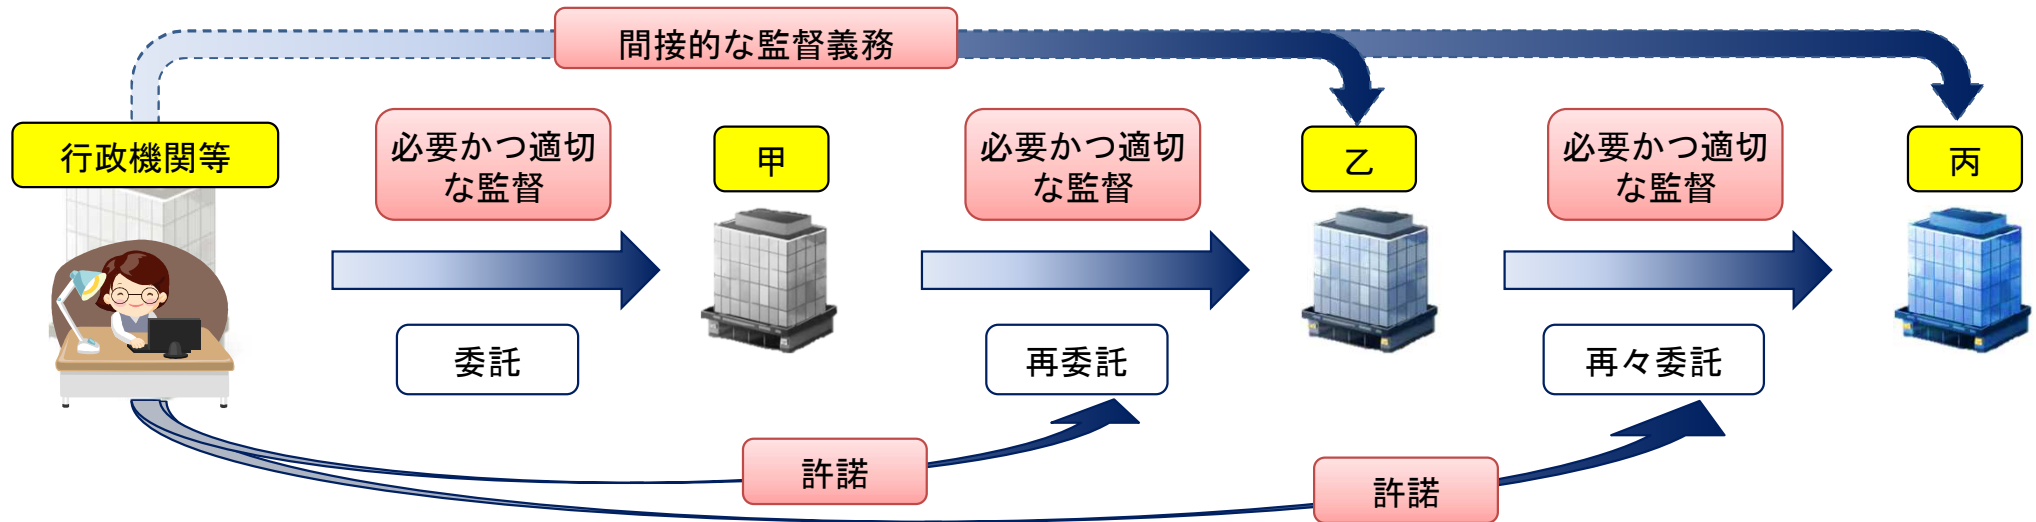 間接的な監督義務
行政機関等
必要かつ適切
な監督
甲
必要かつ適切
な監督
乙
必要かつ適切
な監督
丙
委託
再委託
再々委託
許諾
許諾